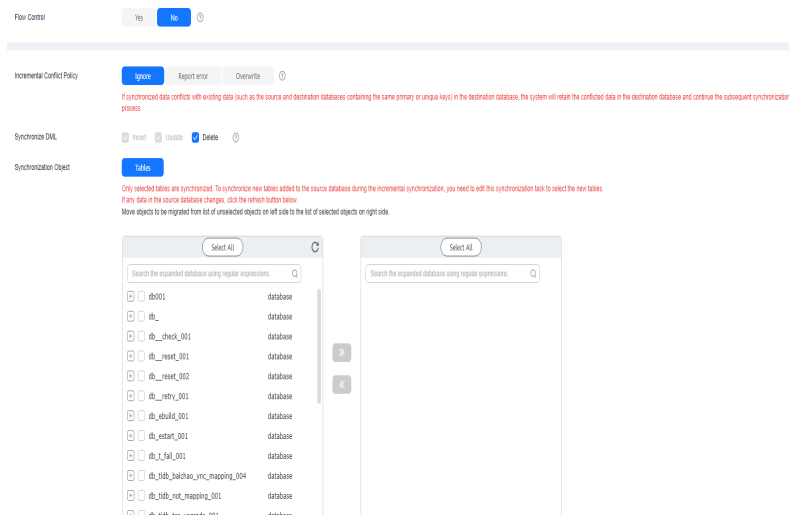 Flow Control
Yes
No
Incremental Conflict Policy
Ignore
Report error
Overwrite
If synchronized data conflicts with existing data (such as the source and destination databases containing the same primary or unique keys) in the destination database, the system will retain the conflicted data in the destination database and continue the subsequent synchronization
process.
Synchronize DML
Insert
Update
Delete
Synchronization Object
Tables
Only selected tables are synchronized. To synchronize new tables added to the source database during the incremental synchronization, you need to edit this synchronization task to select the new tables.
If any data in the source database changes, click the refresh button below.
Move objects to be migrated from list of unselected objects on left side to the list of selected objects on right side.
Select All
Select All
Search the expanded database using regular expressions.
Search the expanded database using regular expressions.
db001 database
db_ database
db__check_001 database
db__reset_001 database
db__reset_002 database
db__retry_001 database
db_ebuild_001 database
db_estart_001 database
db_t_fail_001 database
db_tidb_baichao_ync_mapping_004 database
db_tidb_not_mapping_001 database